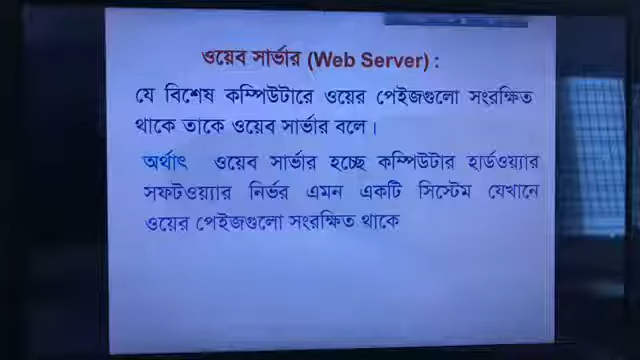 ওয়েব সার্ভার (Web Server) :
যে বিশেষ কম্পিউটারে ওয়ের পেইজগুলো সংরক্ষিত
থাকে তাকে ওয়েব সার্ভার বলে।
অর্থাৎ ওয়েব সার্ভার হচ্ছে কম্পিউটার হার্ডওয়্যার
সফটওয়্যার নির্ভর এমন একটি সিস্টেম যেখানে
ওয়ের পেইজগুলো সংরক্ষিত থাকে